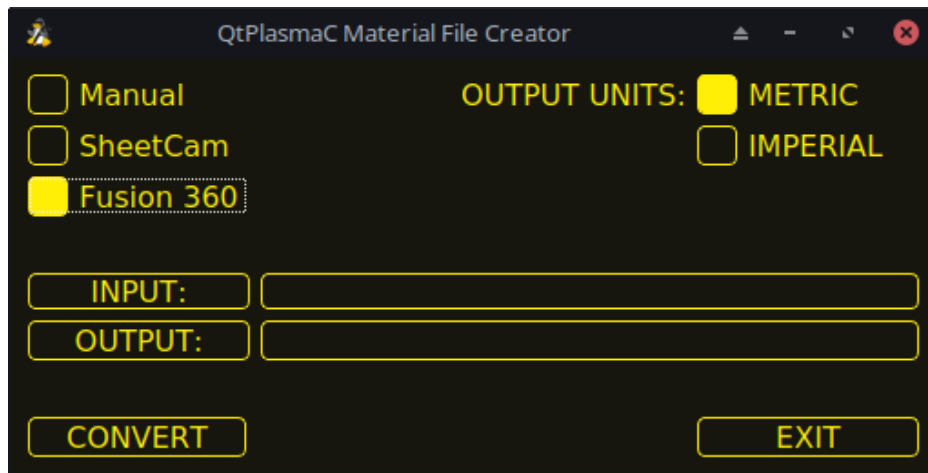 QtPlasmaC Material File Creator
Manual OUTPUT UNITS: METRIC
SheetCam IMPERIAL
Fusion 360
INPUT:
OUTPUT:
CONVERT EXIT